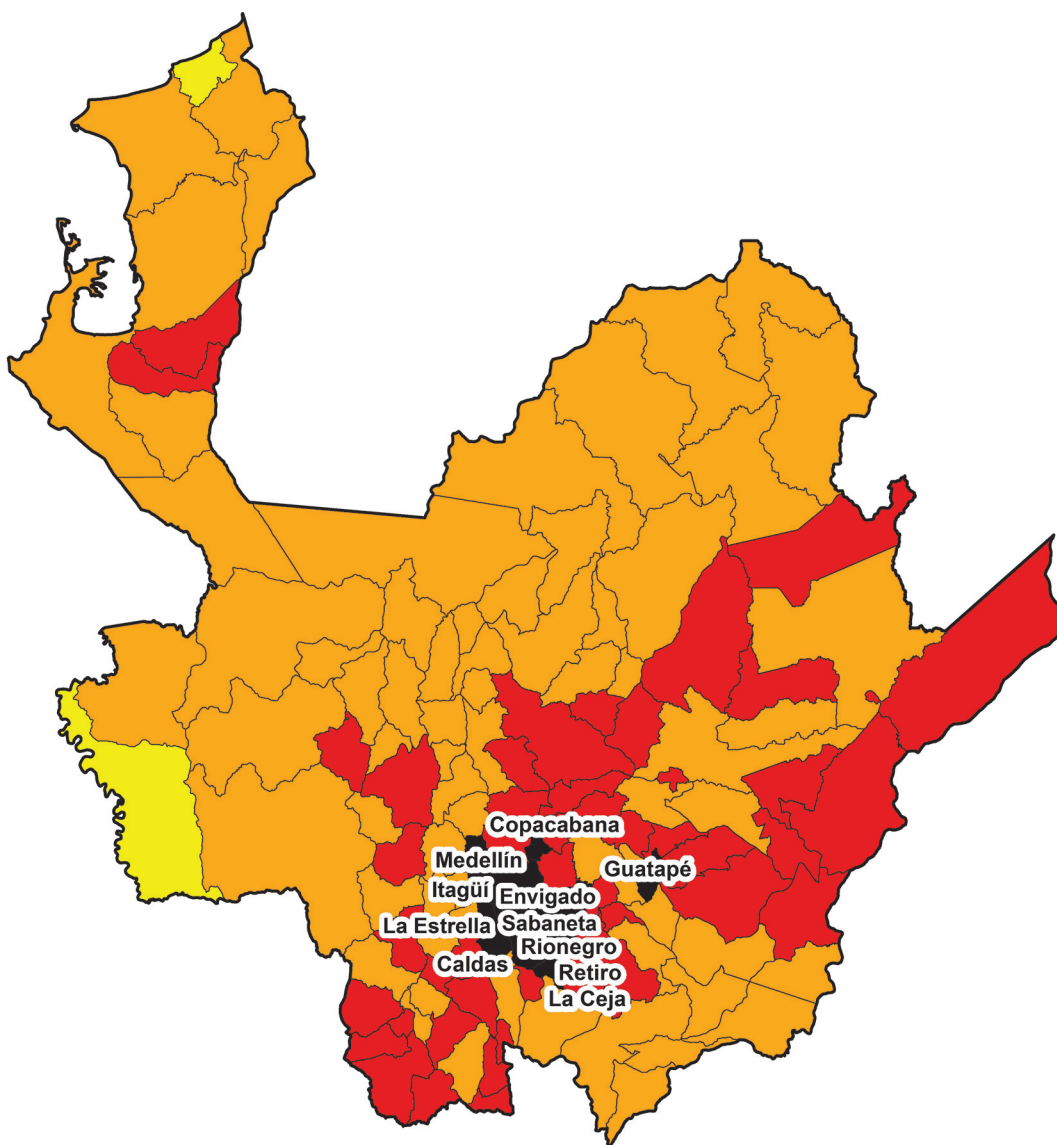 Copacabana
Medellín
Guatapé
Itagüí
Envigado
La Estrella
Sabaneta
Rionegro
Caldas
Retiro
La Ceja